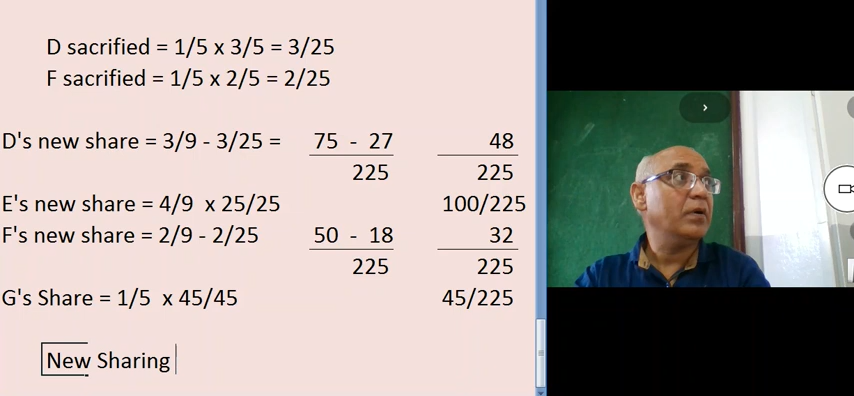 D sacrified = 1/5 x 3/5 = 3/25
F sacrified = 1/5 x 2/5 = 2/25
D's new share = 3/9 - 3/25 = 75 - 27 48
225 225
E's new share = 4/9 x 25/25 100/225
F's new share = 2/9 - 2/25 50 - 18 32
225 225
G's Share = 1/5 x 45/45 45/225
New Sharing